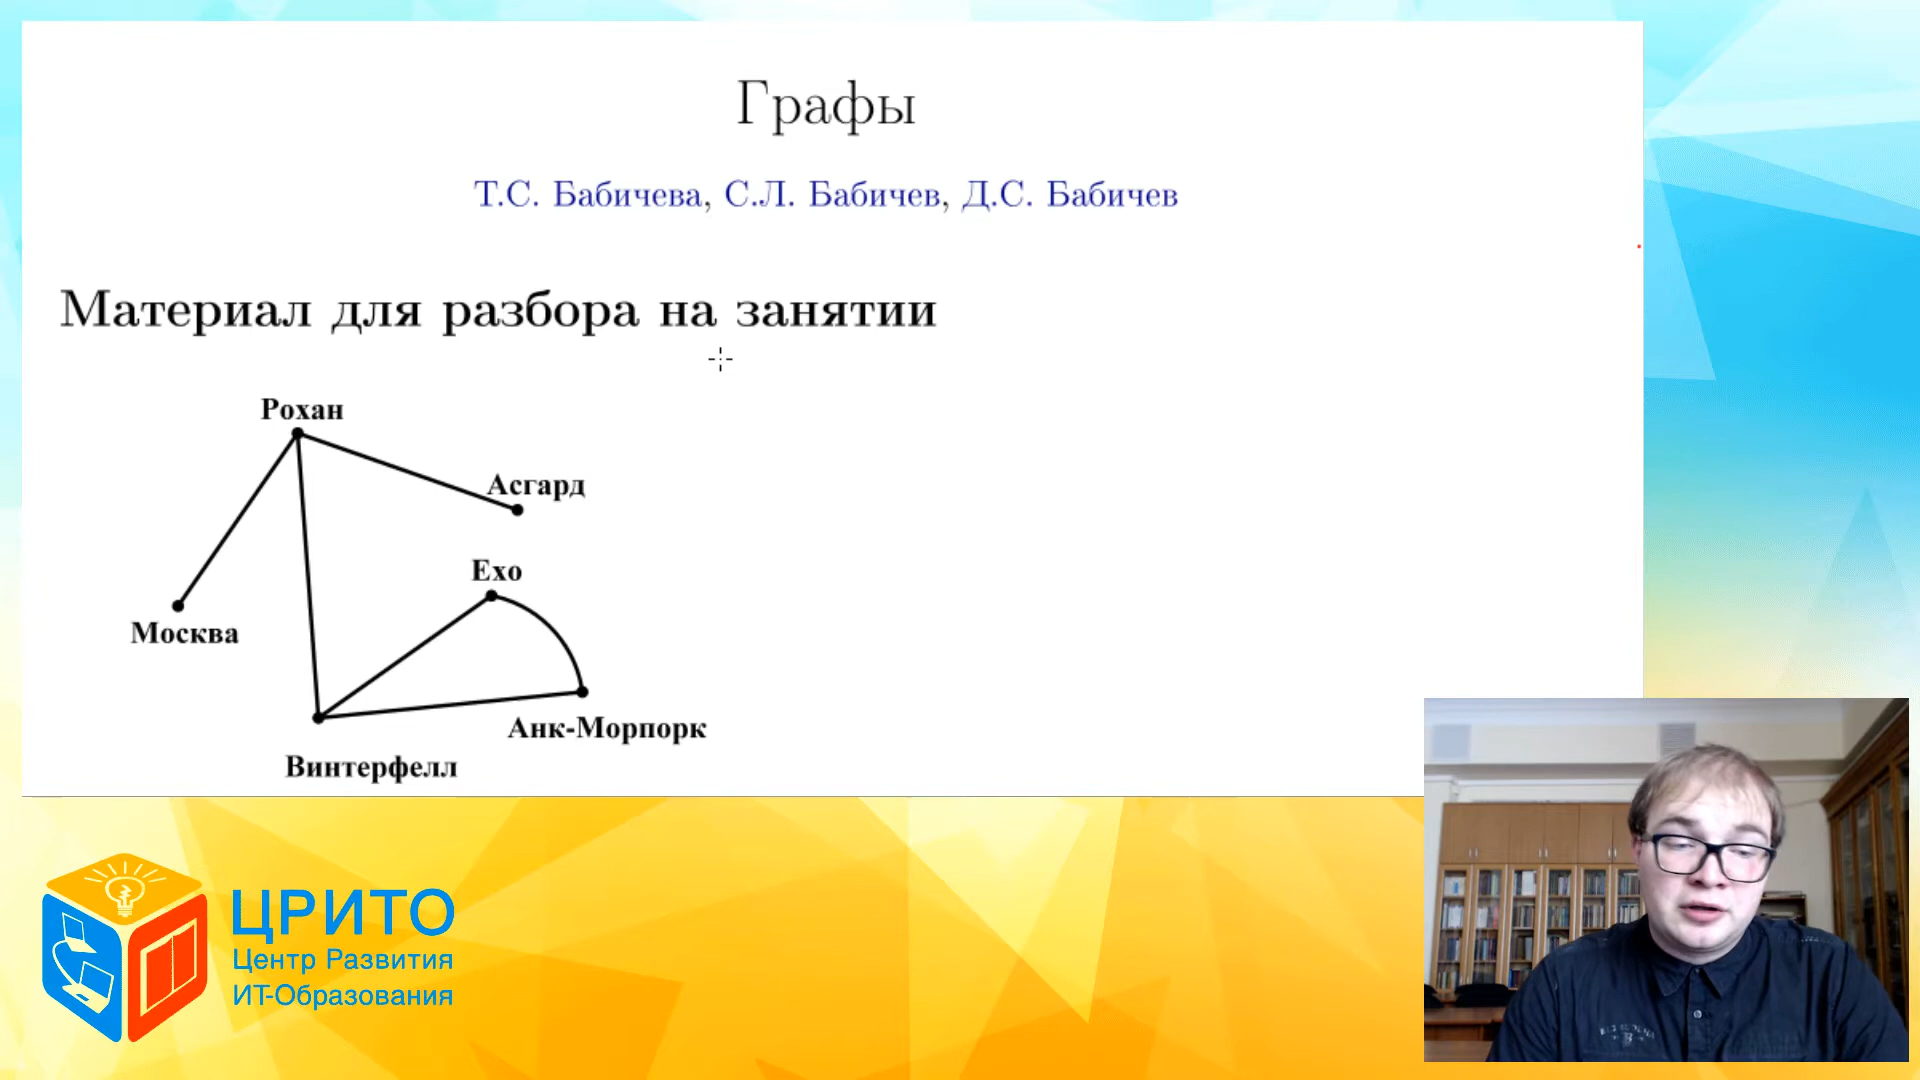 Графы
Т.С. Бабичева, С.Л. Бабичев, Д.С. Бабичев
Материал для разбора на занятии
Рохан
Асгард
Ехо
Москва
Анк-Морпорк
Винтерфелл
ЦРИТО
Центр Развития
ИТ-Образования